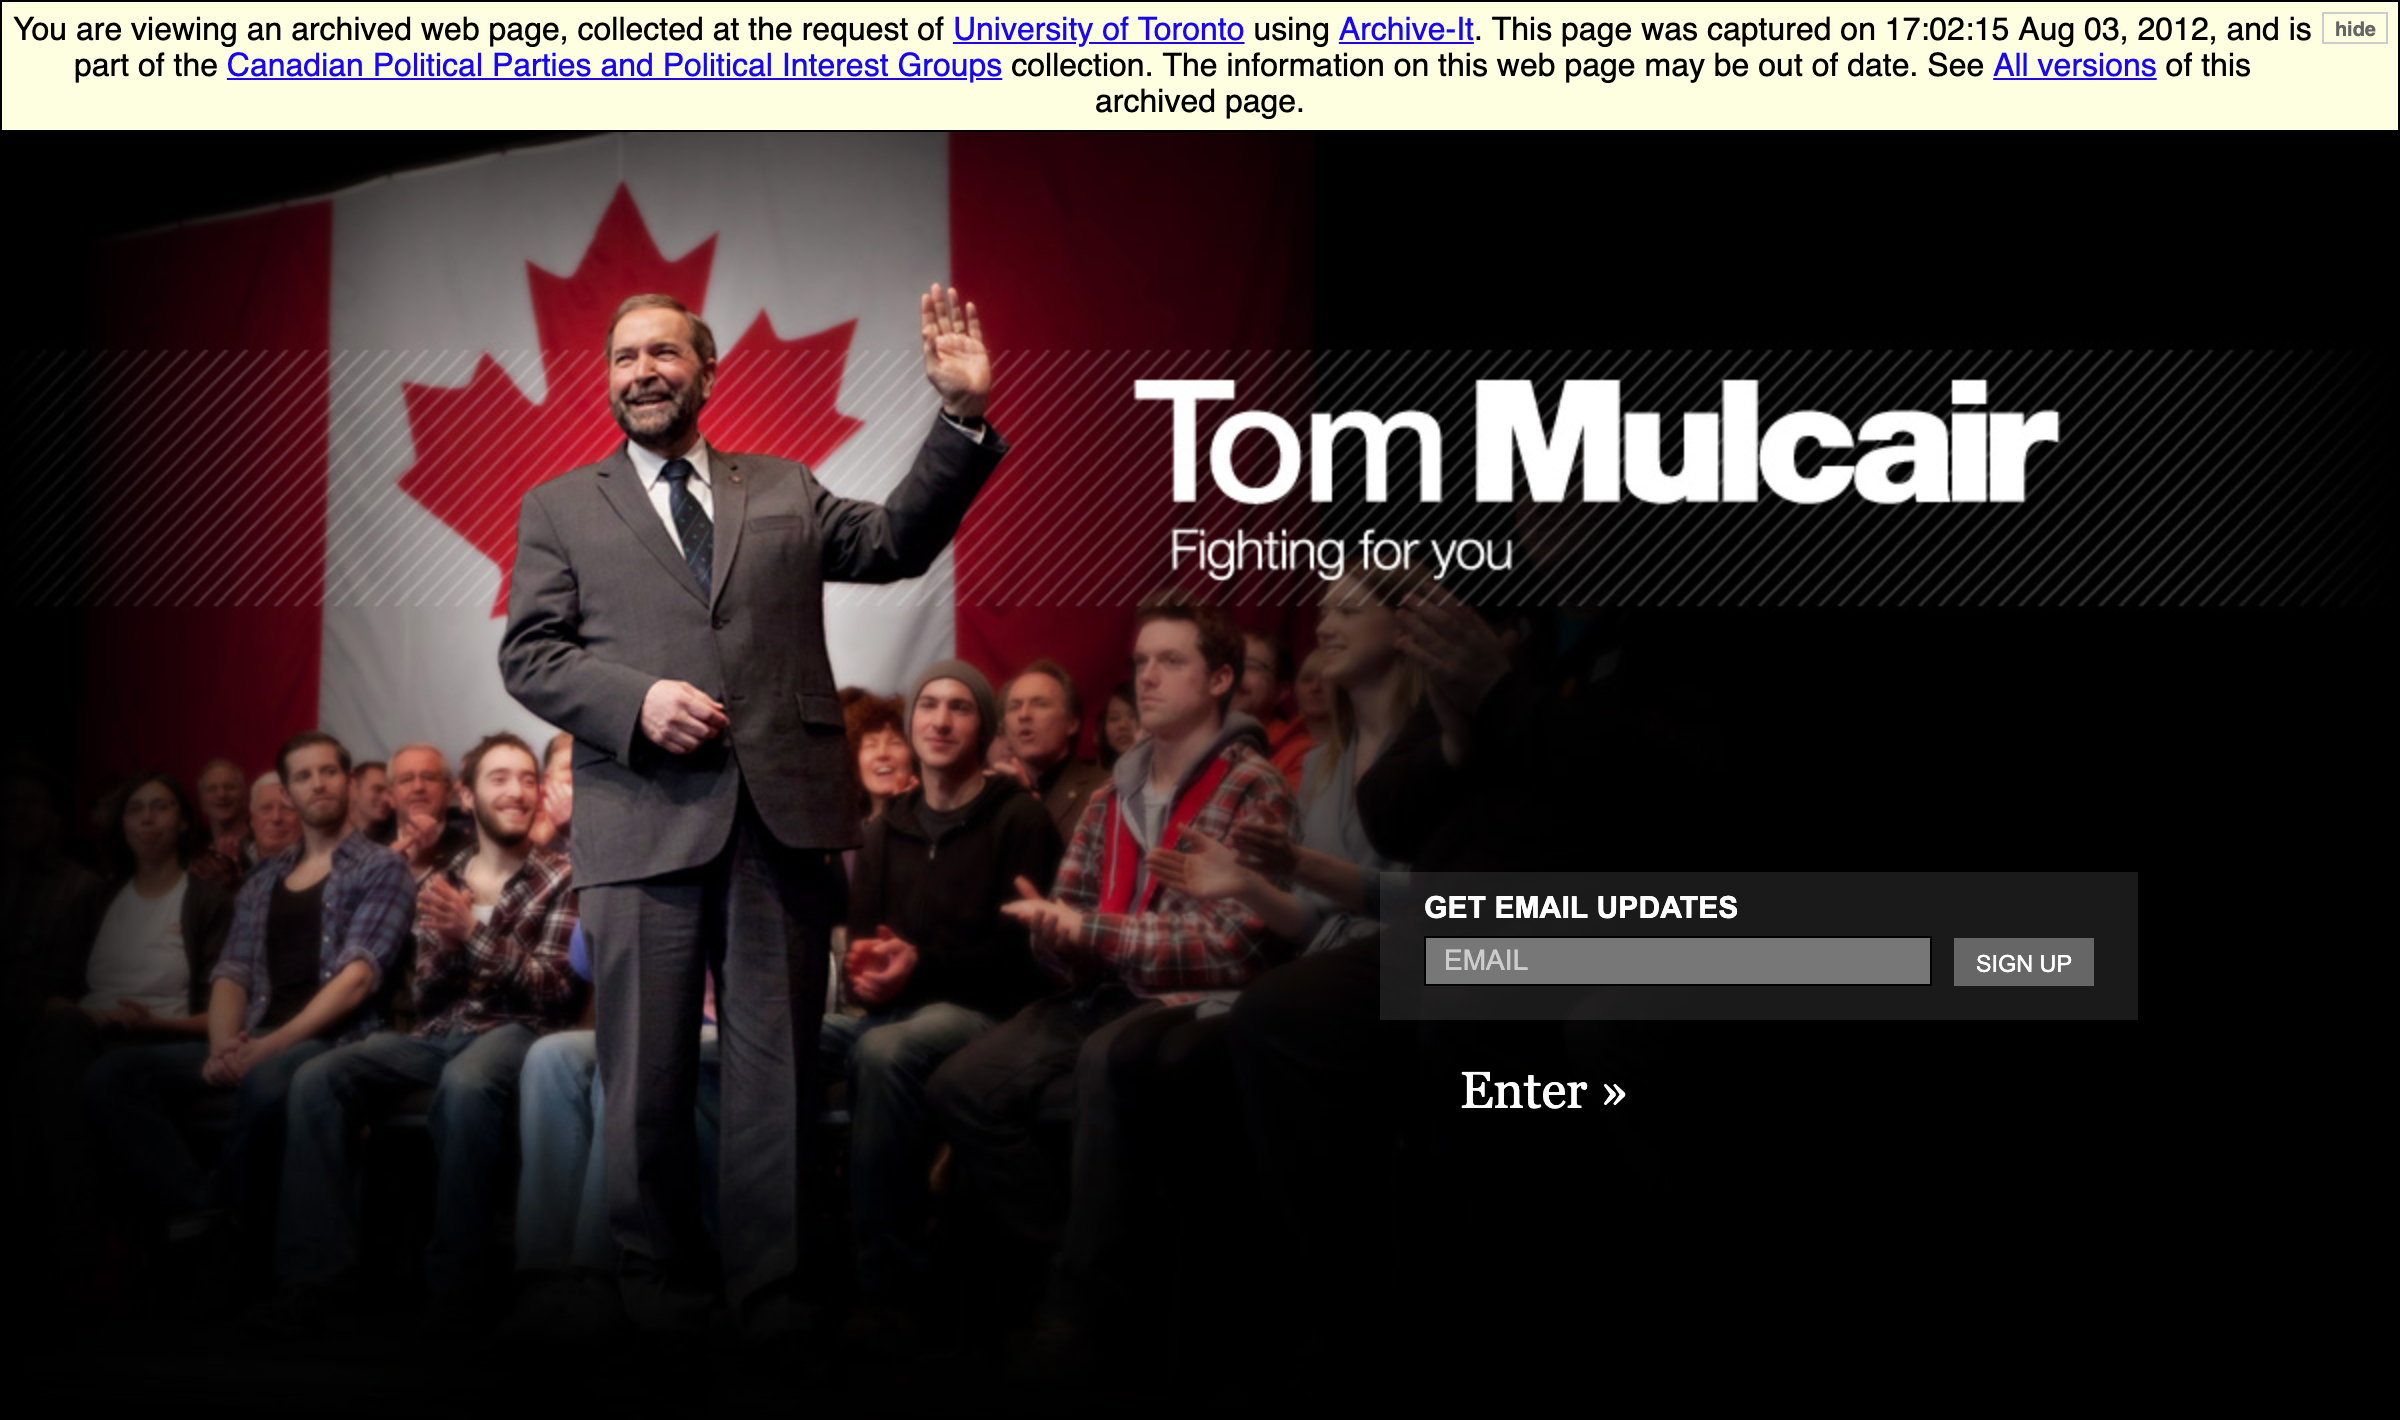 You are viewing an archived web page, collected at the request of University of Toronto using Archive-It. This page was captured on 17:02:15 Aug 03, 2012, and is
hide
part of the Canadian Political Parties and Political Interest Groups collection. The information on this web page may be out of date. See All versions of this
archived page.
Tom Mulcair
Fighting for you
GET EMAIL UPDATES
EMAIL
SIGN UP
Enter »